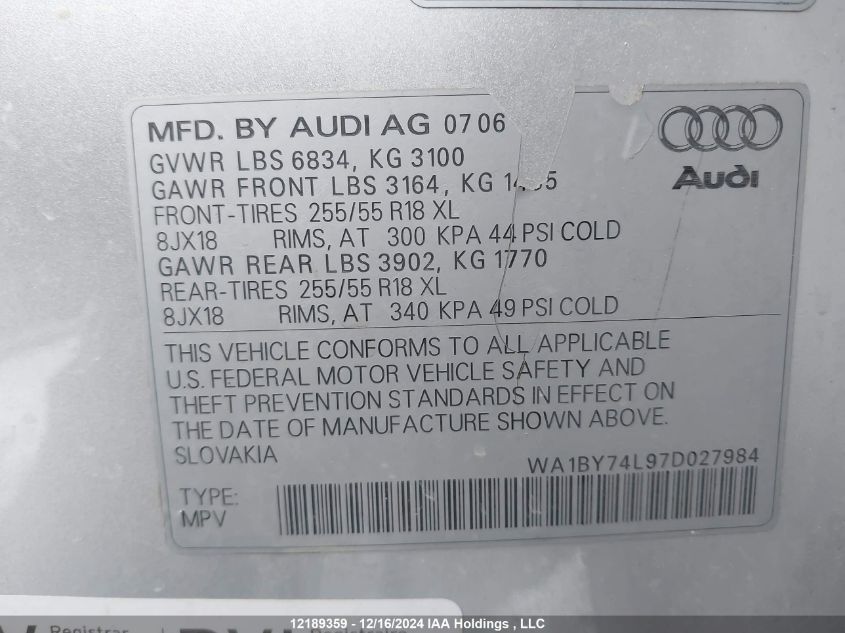 MFD. BY AUDI AG 07 06
GVWR LBS 6834, KG 3100
GAWR FRONT LBS 3164, KG
FRONT-TIRES 255/55 R18 XL
8JX18 RIMS, AT 300 KPA 44 PSI COLD
GAWR REAR LBS 3902, KG 1770
REAR-TIRES 255/55 R18 XL
8JX18 RIMS, AT 340 KPA 49 PSI COLD
Audi
THIS VEHICLE CONFORMS TO ALL APPLICABLE
U.S. FEDERAL MOTOR VEHICLE SAFETY AND
THEFT PREVENTION STANDARDS IN EFFECT ON
THE DATE OF MANUFACTURE SHOWN ABOVE.
SLOVAKIA
WA1BY74L97D027984
TYPE:
MPV
12189359 - 12/16/2024 IAA Holdings , LLC